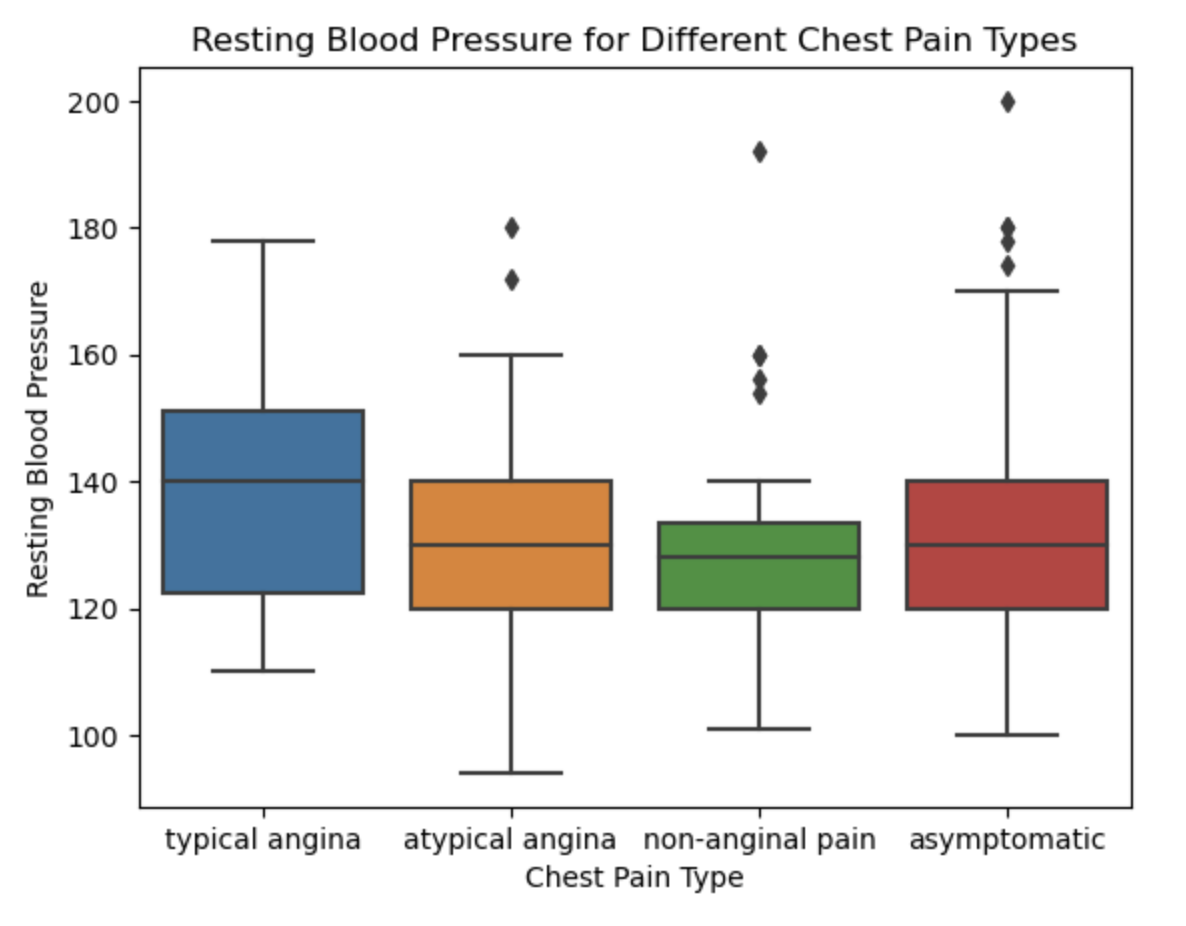 Resting Blood Pressure for Different Chest Pain Types
Resting Blood Pressure
200
180
160
140
120
100
typical angina atypical angina non-anginal pain asymptomatic
Chest Pain Type